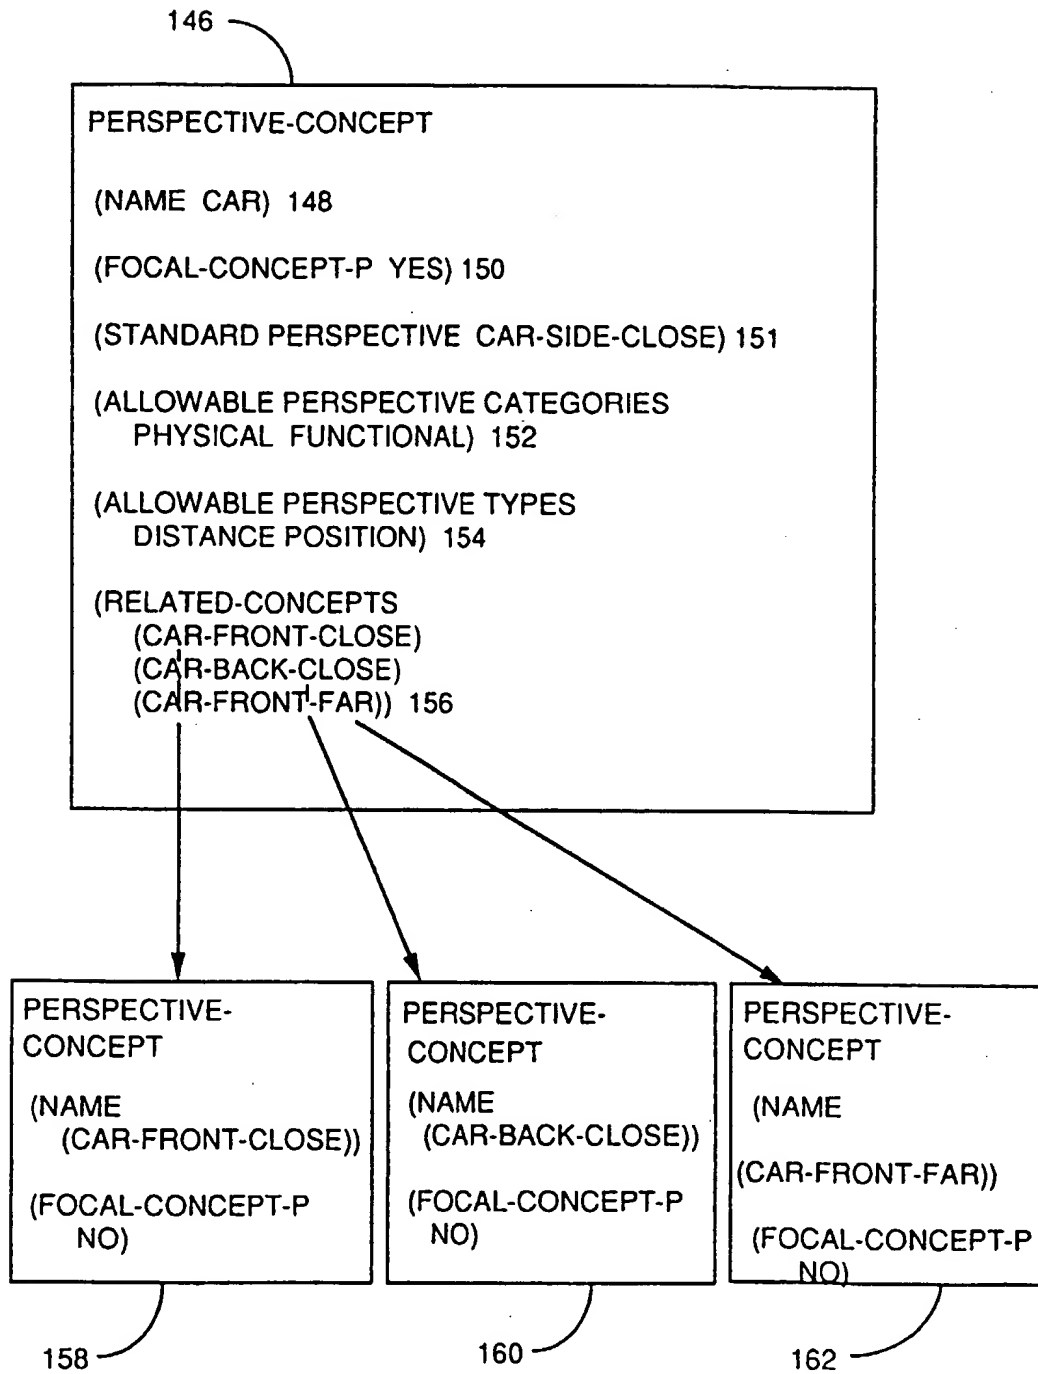 146
PERSPECTIVE-CONCEPT
(NAME CAR) 148
(FOCAL-CONCEPT-P YES) 150
(STANDARD PERSPECTIVE CAR-SIDE-CLOSE) 151
(ALLOWABLE PERSPECTIVE CATEGORIES
PHYSICAL FUNCTIONAL) 152
(ALLOWABLE PERSPECTIVE TYPES
DISTANCE POSITION) 154
(RELATED-CONCEPTS
(CAR-FRONT-CLOSE)
(CAR-BACK-CLOSE)
(CAR-FRONT-FAR)) 156
PERSPECTIVE-
CONCEPT
(NAME
(CAR-FRONT-CLOSE))
(FOCAL-CONCEPT-P
NO)
158
PERSPECTIVE-
CONCEPT
(NAME
(CAR-BACK-CLOSE))
(FOCAL-CONCEPT-P
NO)
160
PERSPECTIVE-
CONCEPT
(NAME
(CAR-FRONT-FAR))
(FOCAL-CONCEPT-P
NO)
162